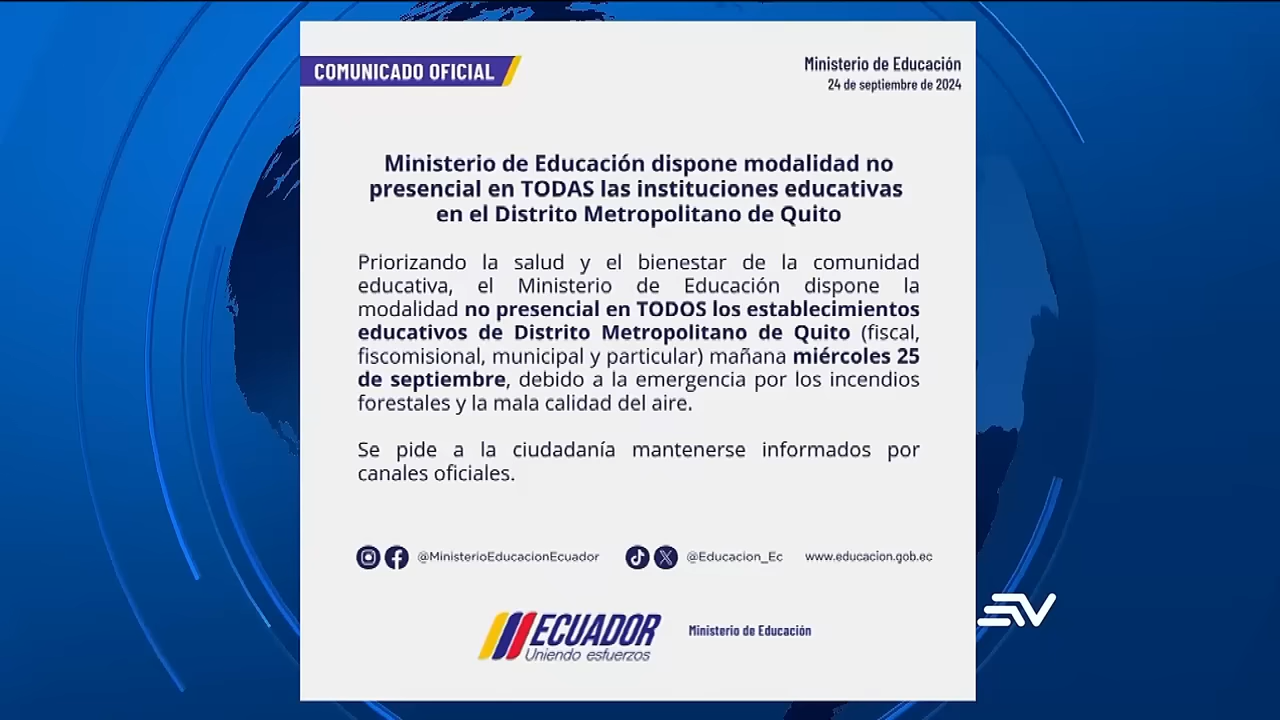 COMUNICADO OFICIAL
Ministerio de Educación
24 de septiembre de 2024
Ministerio de Educación dispone modalidad no
presencial en TODAS las instituciones educativas
en el Distrito Metropolitano de Quito
Priorizando la salud y el bienestar de la comunidad
educativa, el Ministerio de Educación dispone la
modalidad no presencial en TODOS los establecimientos
educativos de Distrito Metropolitano de Quito (fiscal,
fiscomisional, municipal y particular) mañana miércoles 25
de septiembre, debido a la emergencia por los incendios
forestales y la mala calidad del aire.
Se pide a la ciudadanía mantenerse informados por
canales oficiales.
@MinisterioEducacionEcuador @Educacion_Ec www.educacion.gob.ec
ECUADOR
Uniendo esfuerzos
Ministerio de Educación